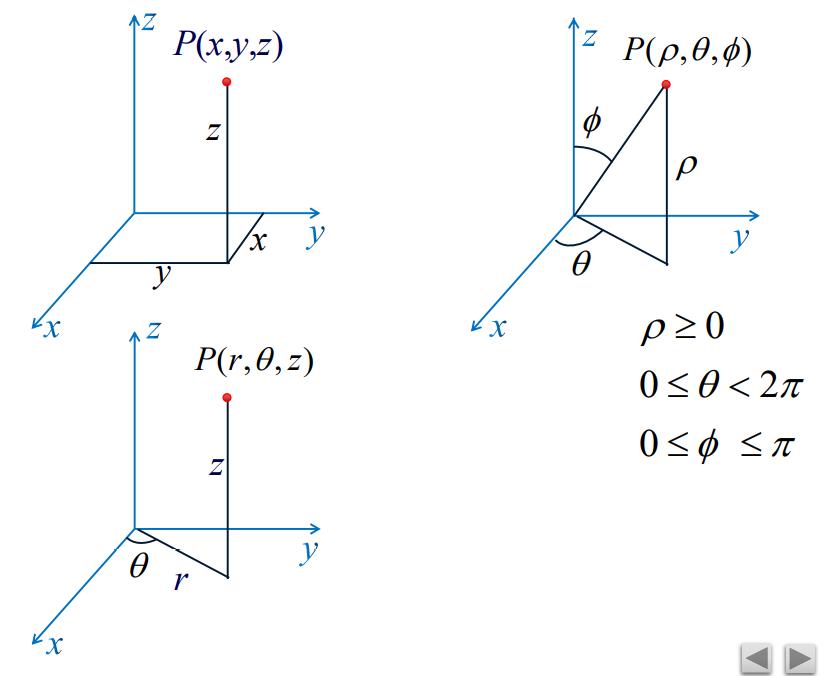 z
P(x,y,z)
z
x
y
y
x
z
P(ρ,θ,ϕ)
ϕ
ρ
y
θ
x
ρ ≥ 0
0 ≤ θ < 2π
0 ≤ ϕ ≤ π
z
P(r,θ,z)
z
y
θ
r
x